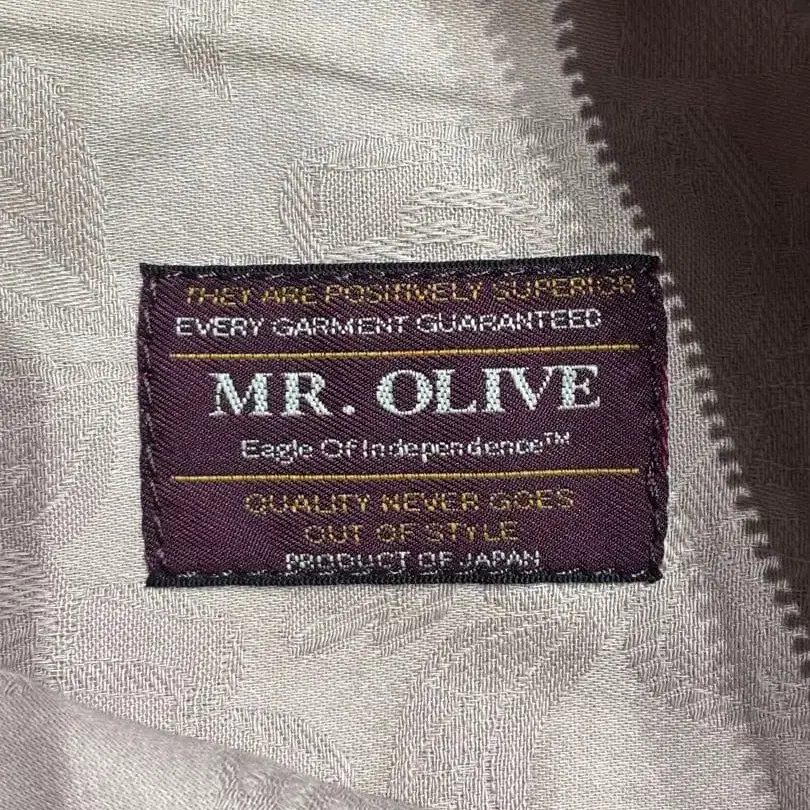 THEY ARE POSITIVELY SUPERIOR
EVERY GARMENT GUARANTEED
MR. OLIVE
Eagle Of Independence™
QUALITY NEVER GOES
OUT OF STYLE
PRODUCT OF JAPAN